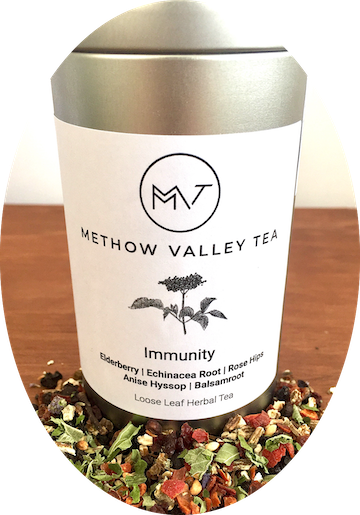 MVT
METHOW VALLEY TEA
Immunity
Elderberry | Echinacea Root | Rose Hips
Anise Hyssop | Balsamroot
Loose Leaf Herbal Tea